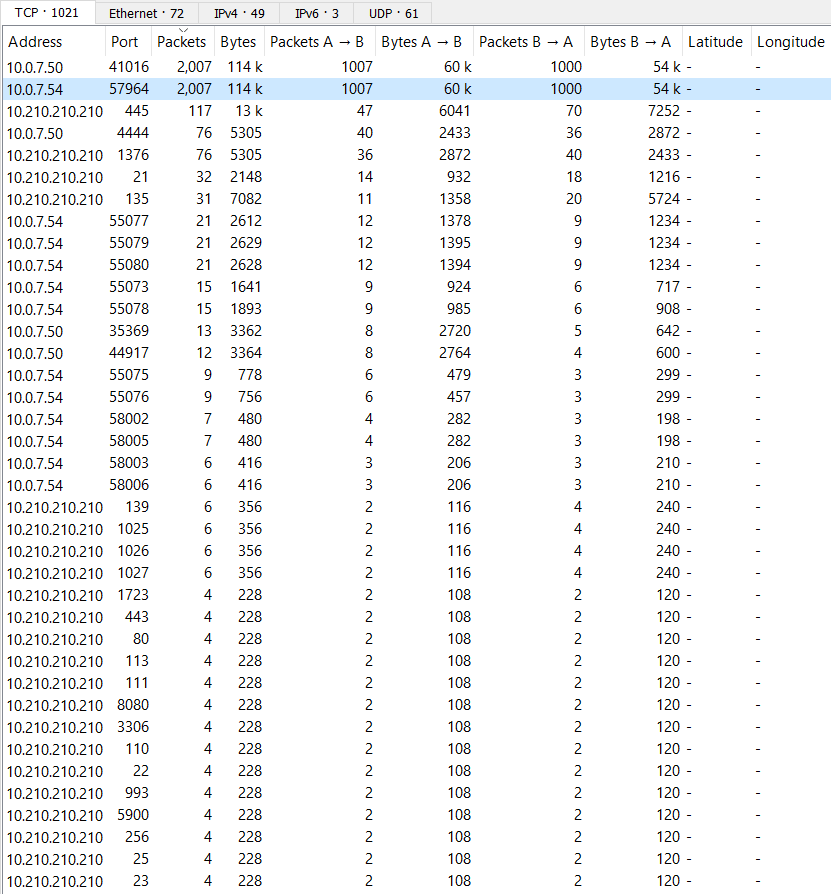 TCP · 1021 Ethernet · 72 IPv4 · 49 IPv6 · 3 UDP · 61
Address Port Packets Bytes Packets A → B Bytes A → B Packets B → A Bytes B → A Latitude Longitude
10.0.7.50 41016 2,007 114 k 1007 60 k 1000 54 k - -
10.0.7.54 57964 2,007 114 k 1007 60 k 1000 54 k - -
10.210.210.210 445 117 13 k 47 6041 70 7252 - -
10.0.7.50 4444 76 5305 40 2433 36 2872 - -
10.210.210.210 1376 76 5305 36 2872 40 2433 - -
10.210.210.210 21 32 2148 14 932 18 1216 - -
10.210.210.210 135 31 7082 11 1358 20 5724 - -
10.0.7.54 55077 21 2612 12 1378 9 1234 - -
10.0.7.54 55079 21 2629 12 1395 9 1234 - -
10.0.7.54 55080 21 2628 12 1394 9 1234 - -
10.0.7.54 55073 15 1641 9 924 6 717 - -
10.0.7.54 55078 15 1893 9 985 6 908 - -
10.0.7.50 35369 13 3362 8 2720 5 642 - -
10.0.7.50 44917 12 3364 8 2764 4 600 - -
10.0.7.54 55075 9 778 6 479 3 299 - -
10.0.7.54 55076 9 756 6 457 3 299 - -
10.0.7.54 58002 7 480 4 282 3 198 - -
10.0.7.54 58005 7 480 4 282 3 198 - -
10.0.7.54 58003 6 416 3 206 3 210 - -
10.0.7.54 58006 6 416 3 206 3 210 - -
10.210.210.210 139 6 356 2 116 4 240 - -
10.210.210.210 1025 6 356 2 116 4 240 - -
10.210.210.210 1026 6 356 2 116 4 240 - -
10.210.210.210 1027 6 356 2 116 4 240 - -
10.210.210.210 1723 4 228 2 108 2 120 - -
10.210.210.210 443 4 228 2 108 2 120 - -
10.210.210.210 80 4 228 2 108 2 120 - -
10.210.210.210 113 4 228 2 108 2 120 - -
10.210.210.210 111 4 228 2 108 2 120 - -
10.210.210.210 8080 4 228 2 108 2 120 - -
10.210.210.210 3306 4 228 2 108 2 120 - -
10.210.210.210 110 4 228 2 108 2 120 - -
10.210.210.210 22 4 228 2 108 2 120 - -
10.210.210.210 993 4 228 2 108 2 120 - -
10.210.210.210 5900 4 228 2 108 2 120 - -
10.210.210.210 256 4 228 2 108 2 120 - -
10.210.210.210 25 4 228 2 108 2 120 - -
10.210.210.210 23 4 228 2 108 2 120 - -